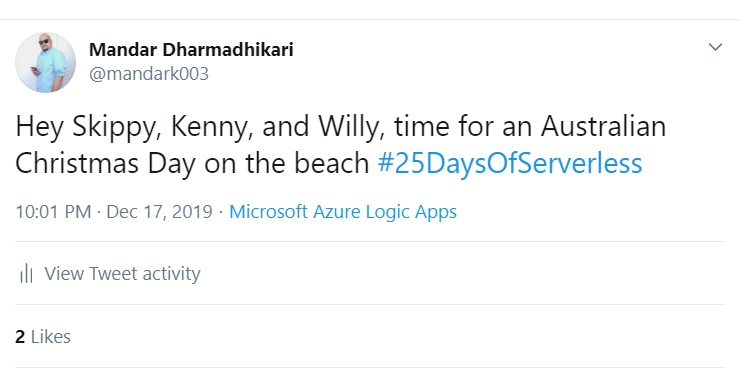 Mandar Dharmadhikari
@mandark003
Hey Skippy, Kenny, and Willy, time for an Australian
Christmas Day on the beach #25DaysOfServerless
10:01 PM · Dec 17, 2019 · Microsoft Azure Logic Apps
View Tweet activity
2 Likes